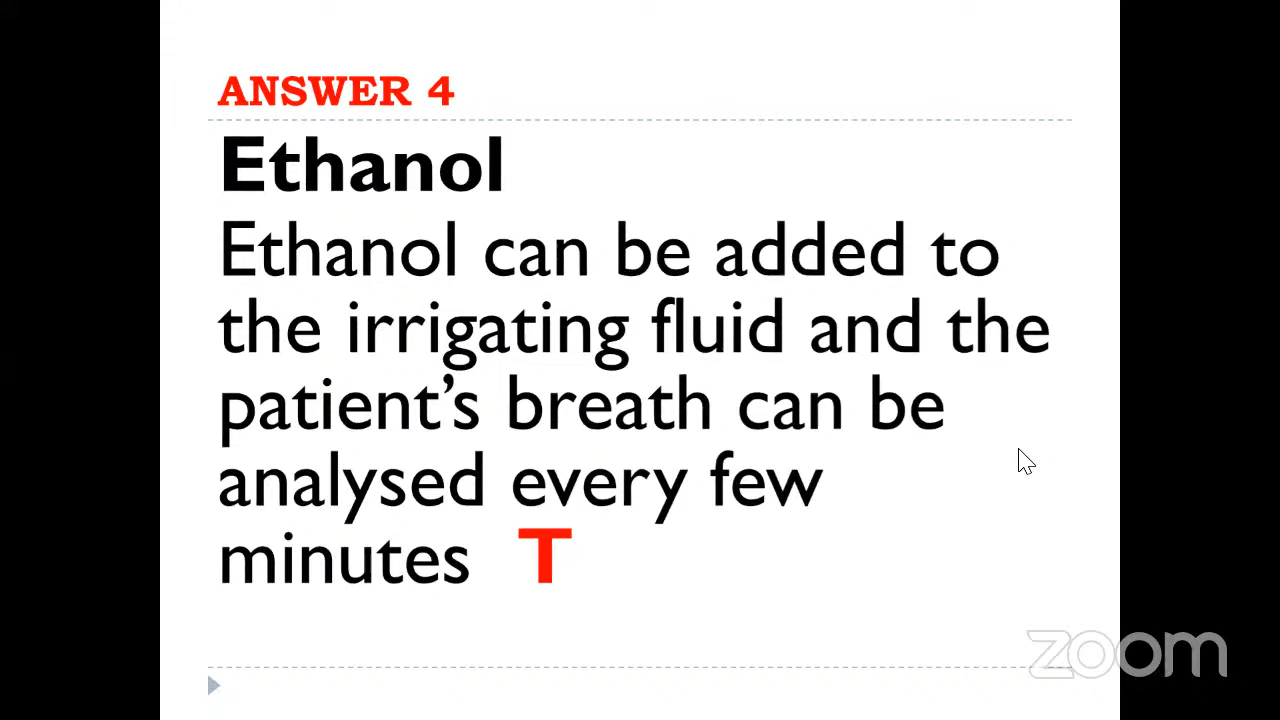 ANSWER 4
Ethanol
Ethanol can be added to
the irrigating fluid and the
patient’s breath can be
analysed every few
minutes T
zoom